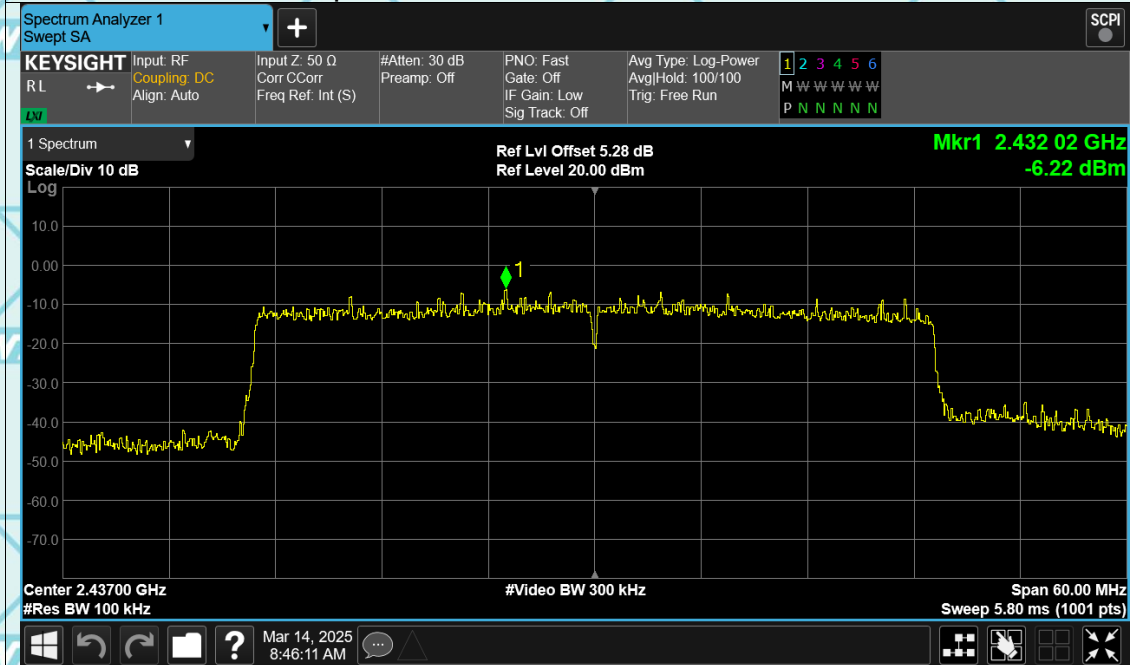 Spectrum Analyzer 1
Swept SA
+
SCPI
KEYSIGHT
RL
LXI
Input: RF
Coupling: DC
Align: Auto
Input Z: 50 Ω
Corr CCorr
Freq Ref: Int (S)
#Atten: 30 dB
Preamp: Off
PNO: Fast
Gate: Off
IF Gain: Low
Sig Track: Off
Avg Type: Log-Power
Avg|Hold: 100/100
Trig: Free Run
1 2 3 4 5 6
M W W W W W
P N N N N N
1 Spectrum
Scale/Div 10 dB
Log
Ref Lvl Offset 5.28 dB
Ref Level 20.00 dBm
Mkr1 2.432 02 GHz
-6.22 dBm
10.0
0.00
-10.0
-20.0
-30.0
-40.0
-50.0
-60.0
-70.0
1
Center 2.43700 GHz
#Res BW 100 kHz
#Video BW 300 kHz
Span 60.00 MHz
Sweep 5.80 ms (1001 pts)
?
Mar 14, 2025
8:46:11 AM